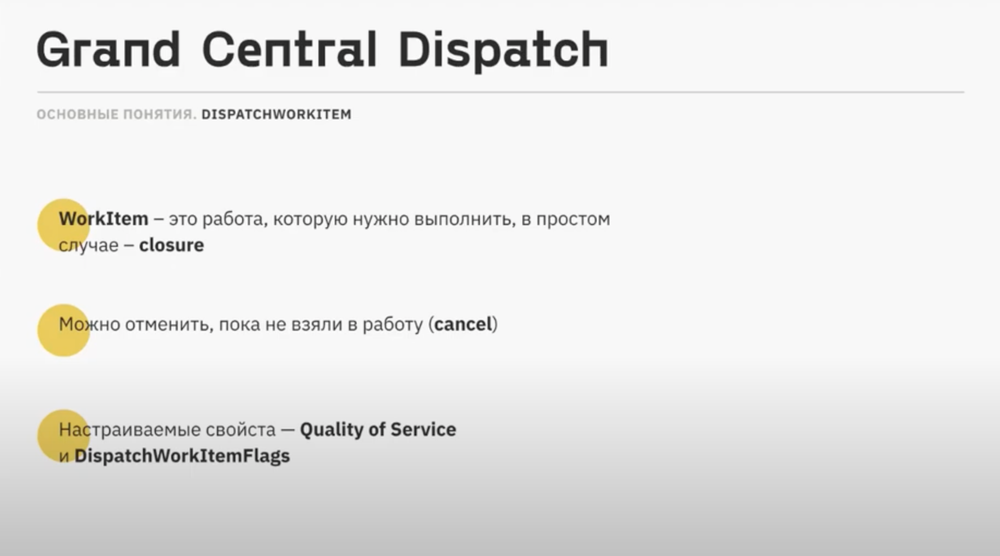 Grand Central Dispatch
ОСНОВНЫЕ ПОНЯТИЯ. DISPATCHWORKITEM
WorkItem – это работа, которую нужно выполнить, в простом
случае – closure
Можно отменить, пока не взяли в работу (cancel)
Настраиваемые свойста — Quality of Service
и DispatchWorkItemFlags